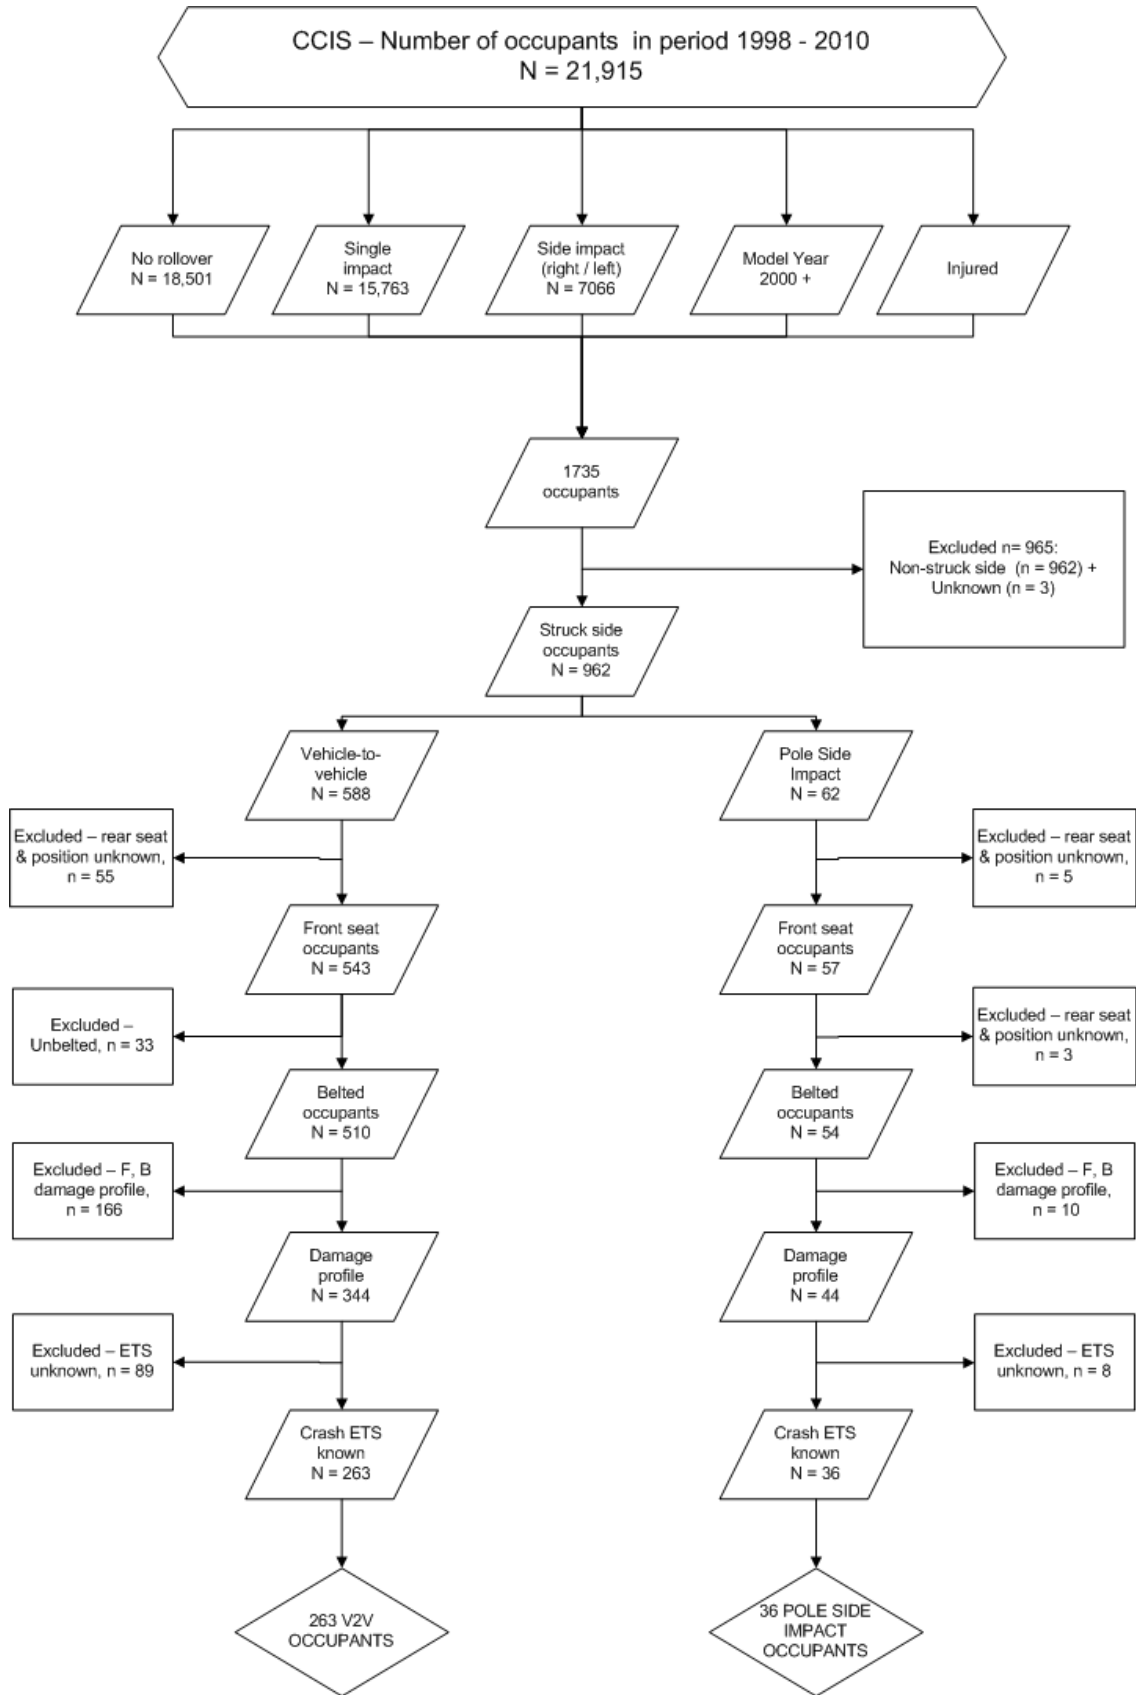 CCIS – Number of occupants in period 1998 - 2010
N = 21,915
No rollover
N = 18,501
Single
impact
N = 15,763
Side impact
(right / left)
N = 7066
Model Year
2000 +
Injured
1735
occupants
Excluded n= 965:
Non-struck side (n = 962) +
Unknown (n = 3)
Struck side
occupants
N = 962
Vehicle-to-
vehicle
N = 588
Pole Side
Impact
N = 62
Excluded – rear seat
& position unknown,
n = 55
Excluded – rear seat
& position unknown,
n = 5
Front seat
occupants
N = 543
Front seat
occupants
N = 57
Excluded –
Unbelted, n = 33
Excluded – rear seat
& position unknown,
n = 3
Belted
occupants
N = 510
Belted
occupants
N = 54
Excluded – F, B
damage profile,
n = 166
Excluded – F, B
damage profile,
n = 10
Damage
profile
N = 344
Damage
profile
N = 44
Excluded – ETS
unknown, n = 89
Excluded – ETS
unknown, n = 8
Crash ETS
known
N = 263
Crash ETS
known
N = 36
263 V2V
OCCUPANTS
36 POLE SIDE
IMPACT
OCCUPANTS